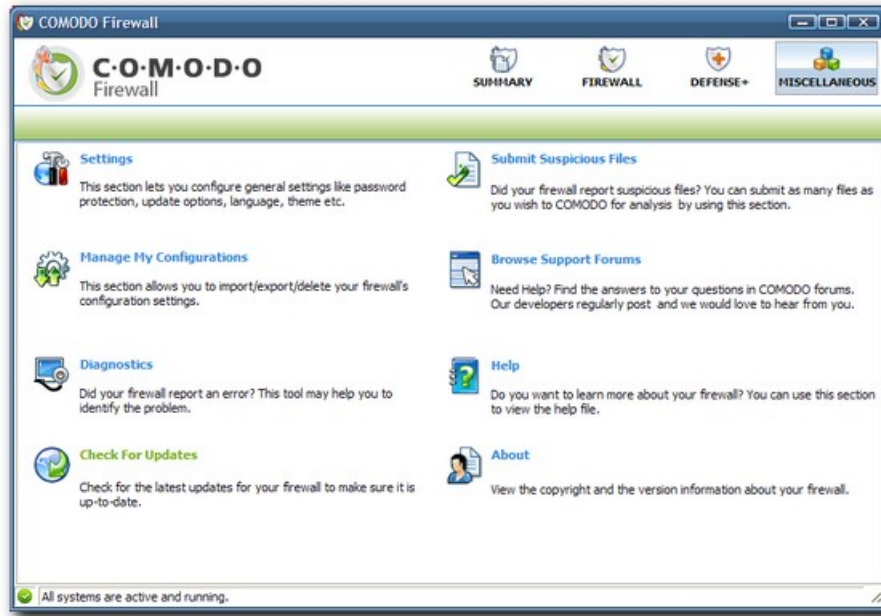 COMODO Firewall
C·O·M·O·D·O
Firewall
SUMMARY
FIREWALL
DEFENSE+
MISCELLANEOUS
Settings
This section lets you configure general settings like password
protection, update options, language, theme etc.
Manage My Configurations
This section allows you to import/export/delete your firewall's
configuration settings.
Diagnostics
Did your firewall report an error? This tool may help you to
identify the problem.
Check For Updates
Check for the latest updates for your firewall to make sure it is
up-to-date.
Submit Suspicious Files
Did your firewall report suspicious files? You can submit as many files as
you wish to COMODO for analysis by using this section.
Browse Support Forums
Need Help? Find the answers to your questions in COMODO forums.
Our developers regularly post and we would love to hear from you.
Help
Do you want to learn more about your firewall? You can use this section
to view the help file.
About
View the copyright and the version information about your firewall.
All systems are active and running.